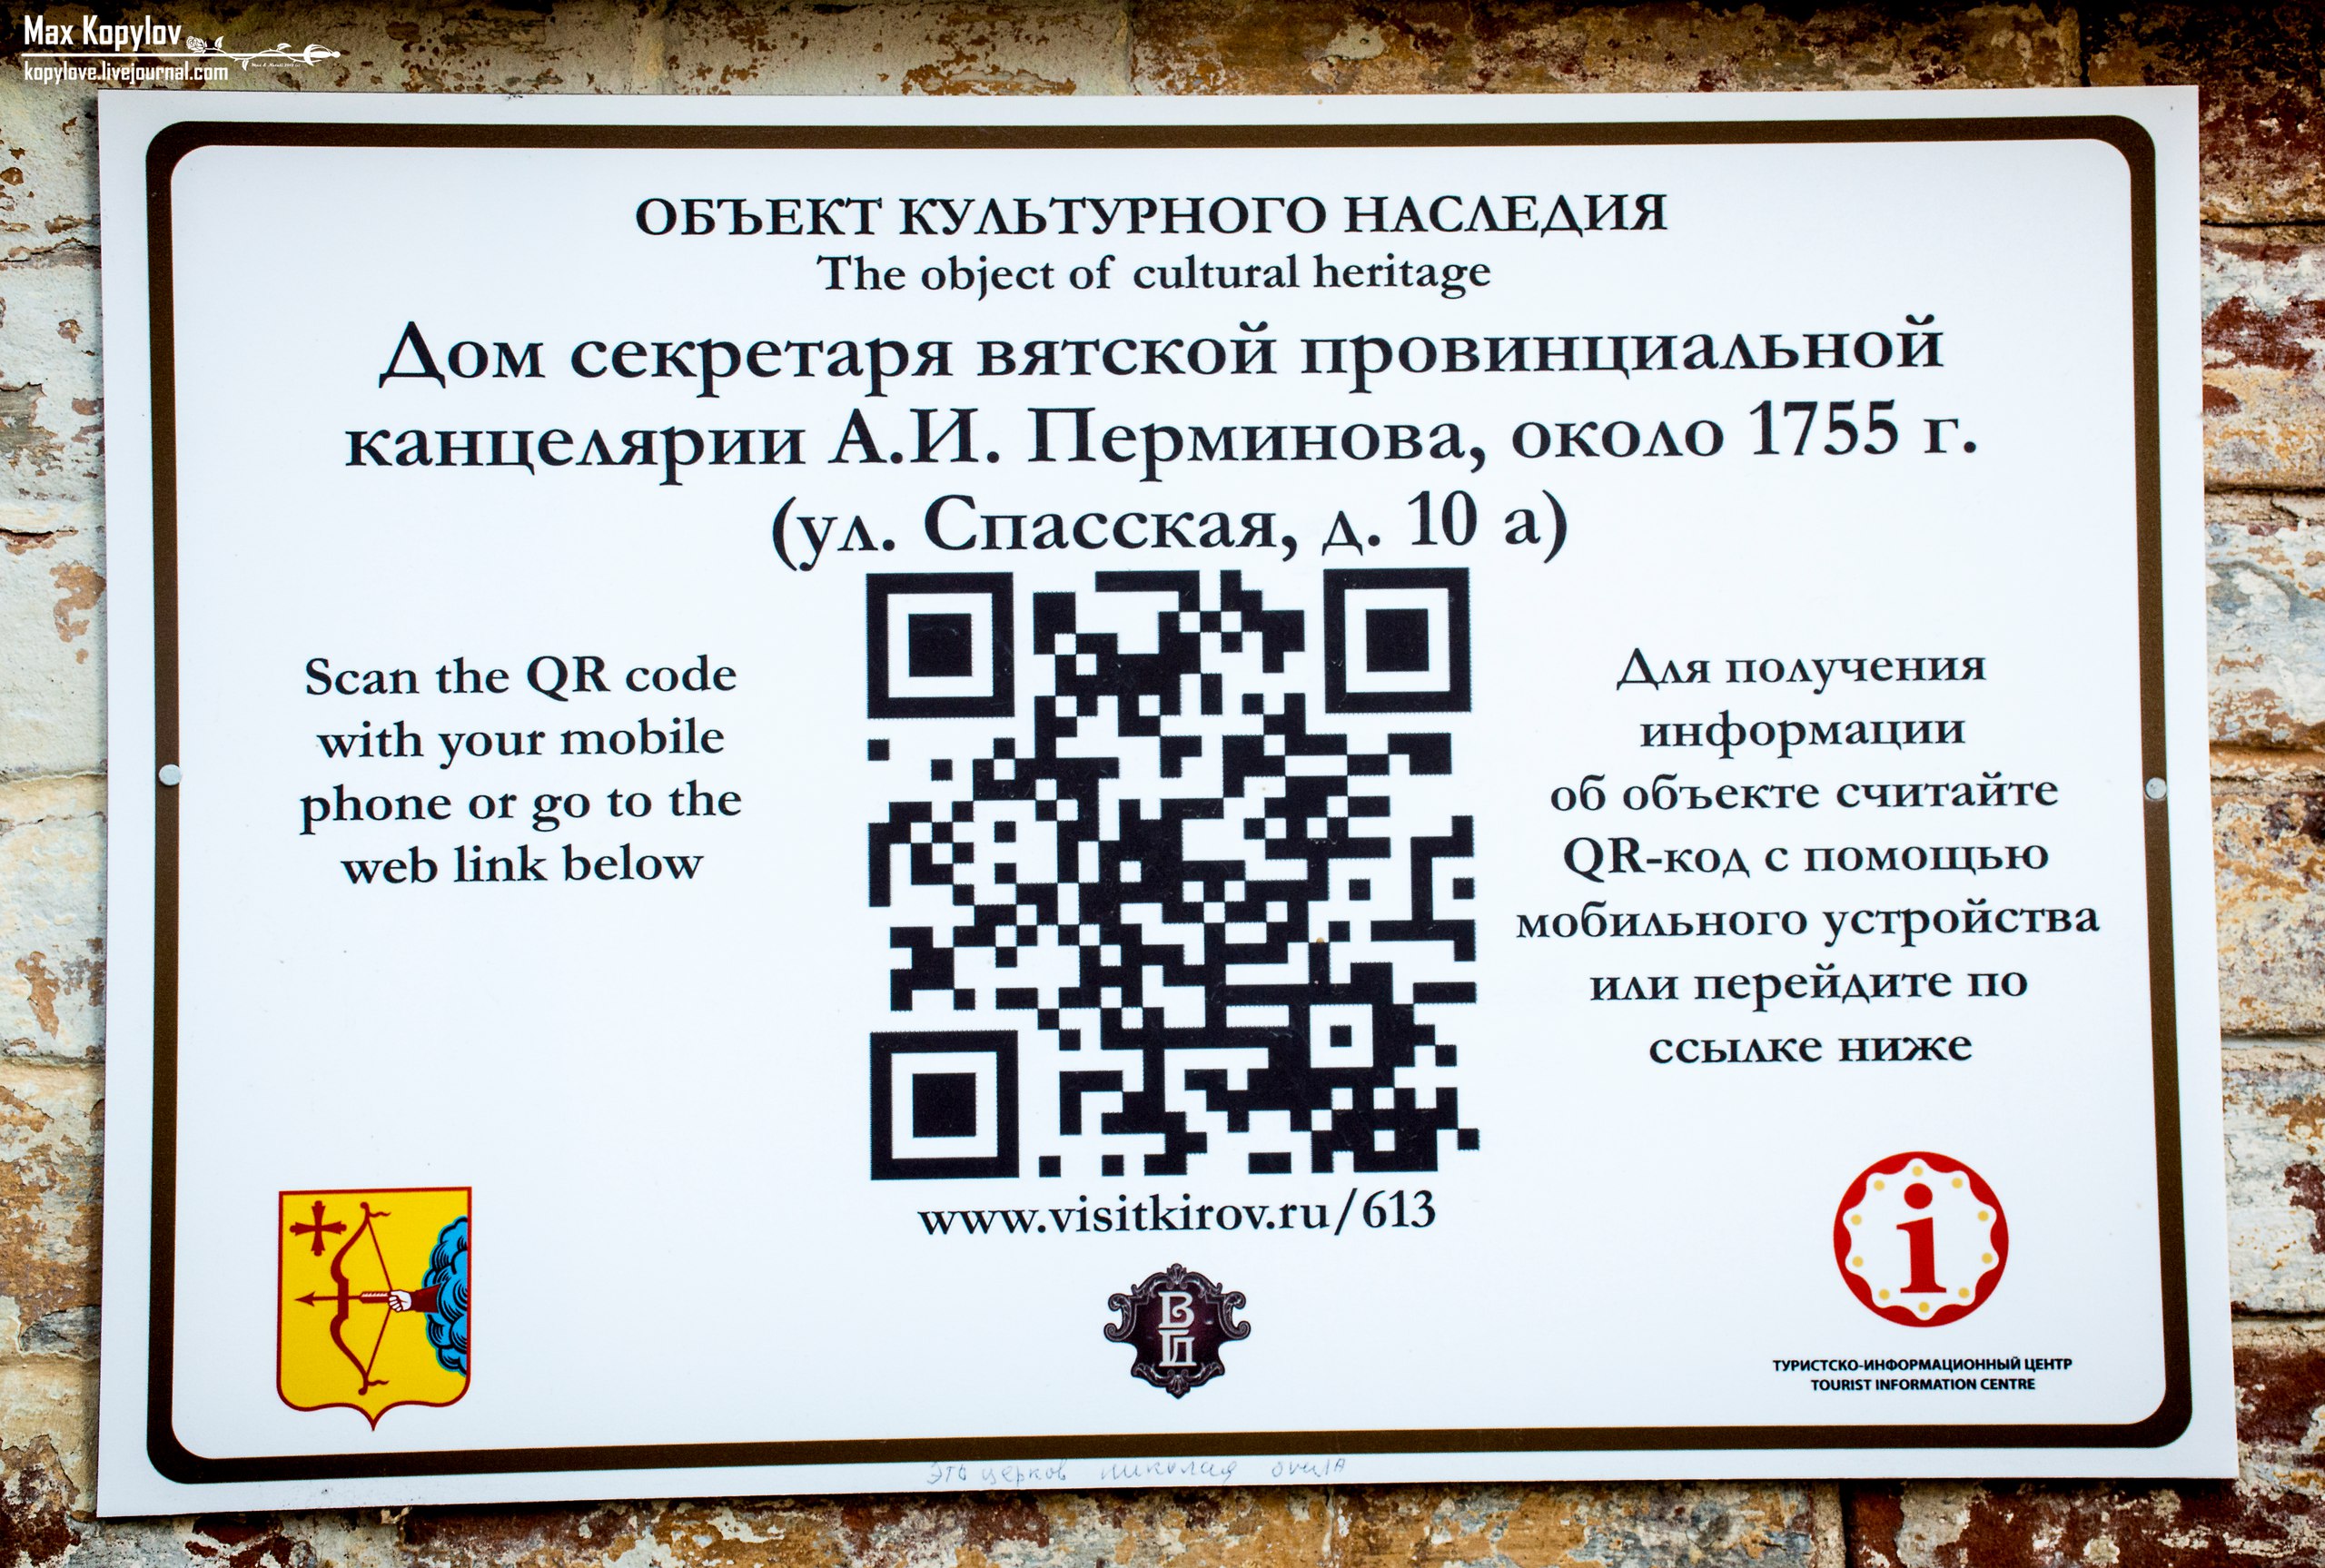 Max Kopylov
kopylove.livejournal.com
ОБЪЕКТ КУЛЬТУРНОГО НАСЛЕДИЯ
The object of cultural heritage
Дом секретаря вятской провинциальной
канцелярии А.И. Перминова, около 1755 г.
(ул. Спасская, д. 10 а)
Scan the QR code
with your mobile
phone or go to the
web link below
Для получения
информации
об объекте считайте
QR-код с помощью
мобильного устройства
или перейдите по
ссылке ниже
www.visitkirov.ru/613
i
ТУРИСТСКО-ИНФОРМАЦИОННЫЙ ЦЕНТР
TOURIST INFORMATION CENTRE
это церков николая